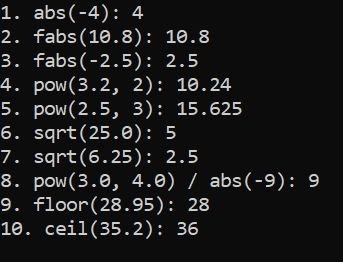 1. abs(-4): 4
2. fabs(10.8): 10.8
3. fabs(-2.5): 2.5
4. pow(3.2, 2): 10.24
5. pow(2.5, 3): 15.625
6. sqrt(25.0): 5
7. sqrt(6.25): 2.5
8. pow(3.0, 4.0) / abs(-9): 9
9. floor(28.95): 28
10. ceil(35.2): 36